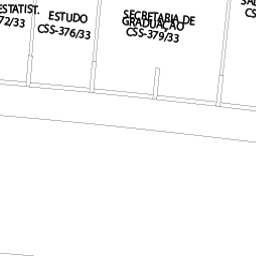 ESTATIST.
72/33
ESTUDO
CSS-376/33
SECRETARIA DE
GRADUAÇÃO
CSS-379/33